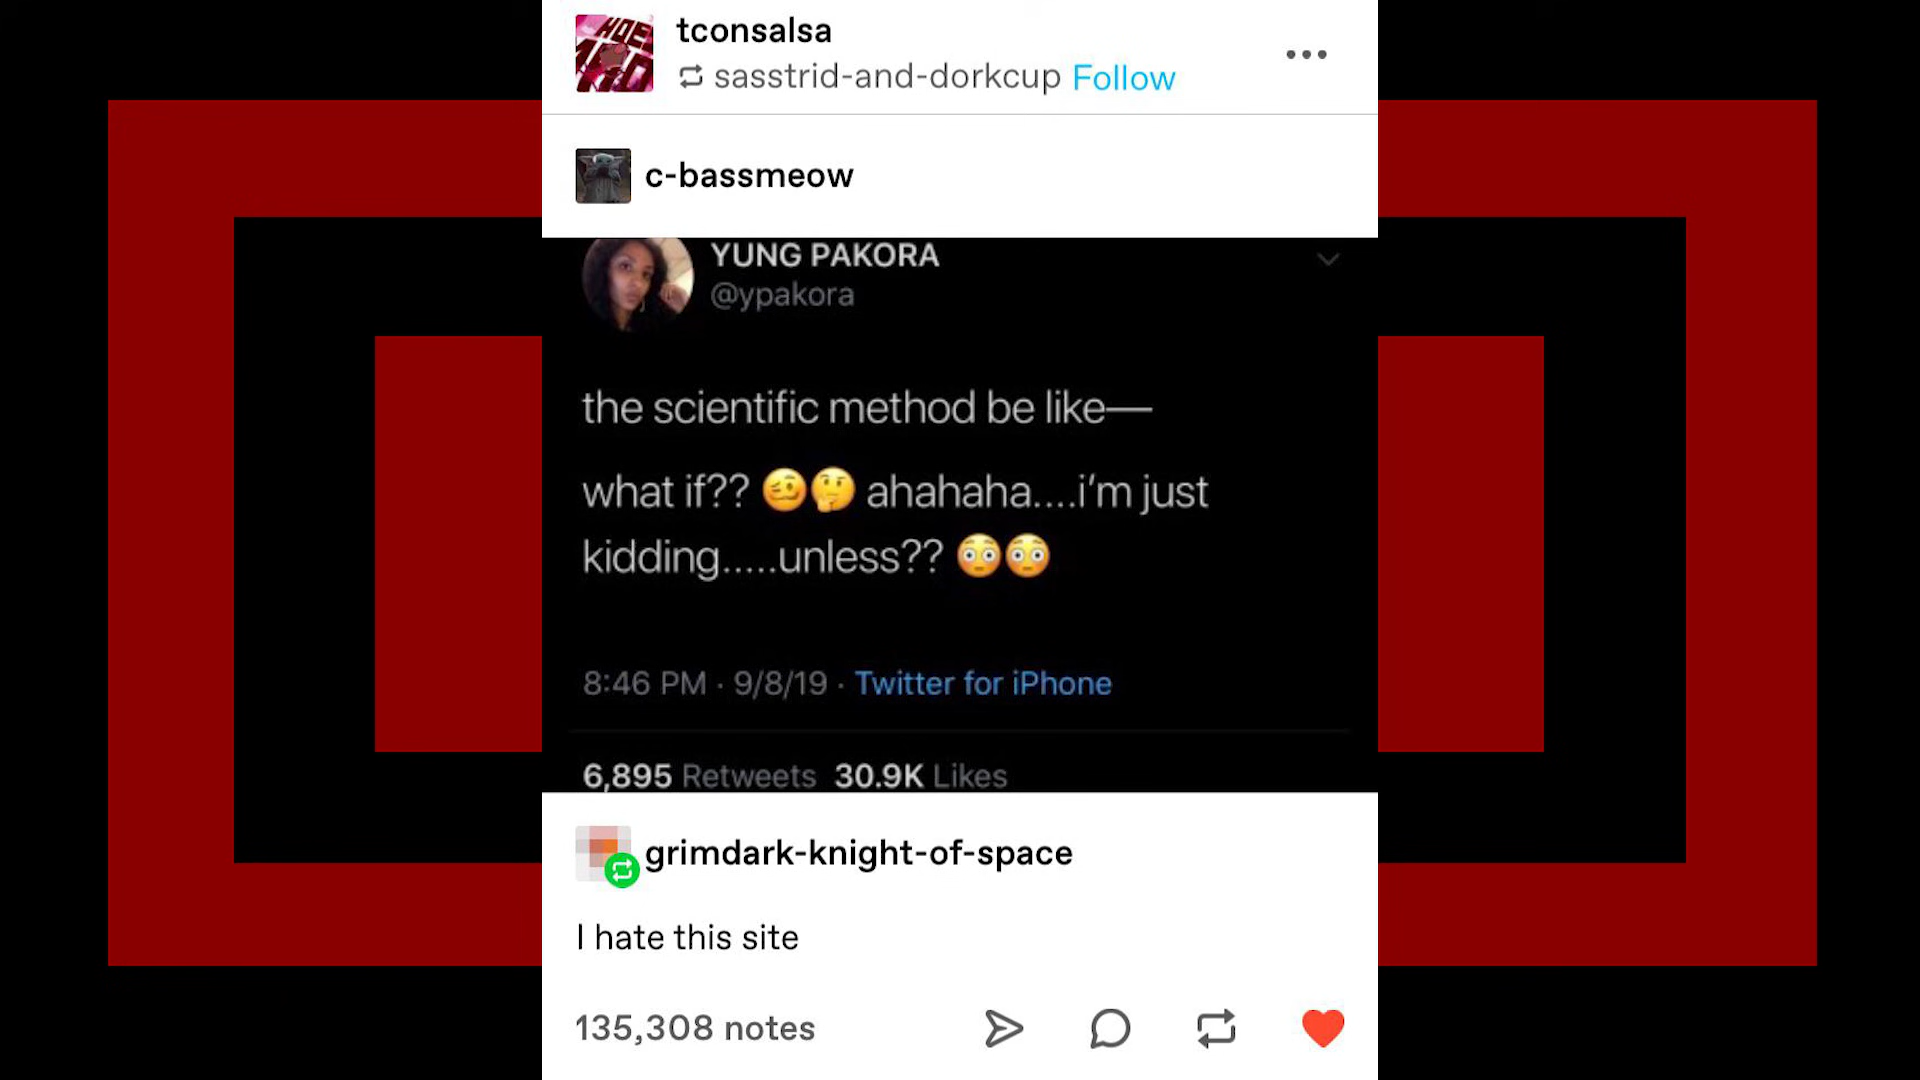 tconsalsa
sasstrid-and-dorkcup Follow
c-bassmeow
YUNG PAKORA
@ypakora
the scientific method be like—
what if?? 🥴🤔 ahahaha....i'm just
kidding.....unless?? 😳😳
8:46 PM · 9/8/19 · Twitter for iPhone
6,895 Retweets 30.9K Likes
grimdark-knight-of-space
I hate this site
135,308 notes